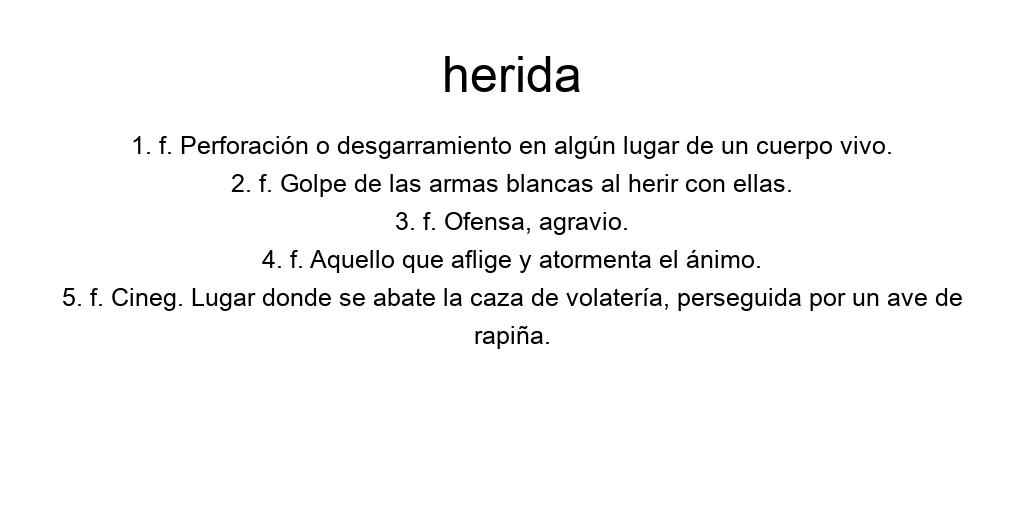 herida
1. f. Perforación o desgarramiento en algún lugar de un cuerpo vivo.
2. f. Golpe de las armas blancas al herir con ellas.
3. f. Ofensa, agravio.
4. f. Aquello que aflige y atormenta el ánimo.
5. f. Cineg. Lugar donde se abate la caza de volatería, perseguida por un ave de
rapiña.